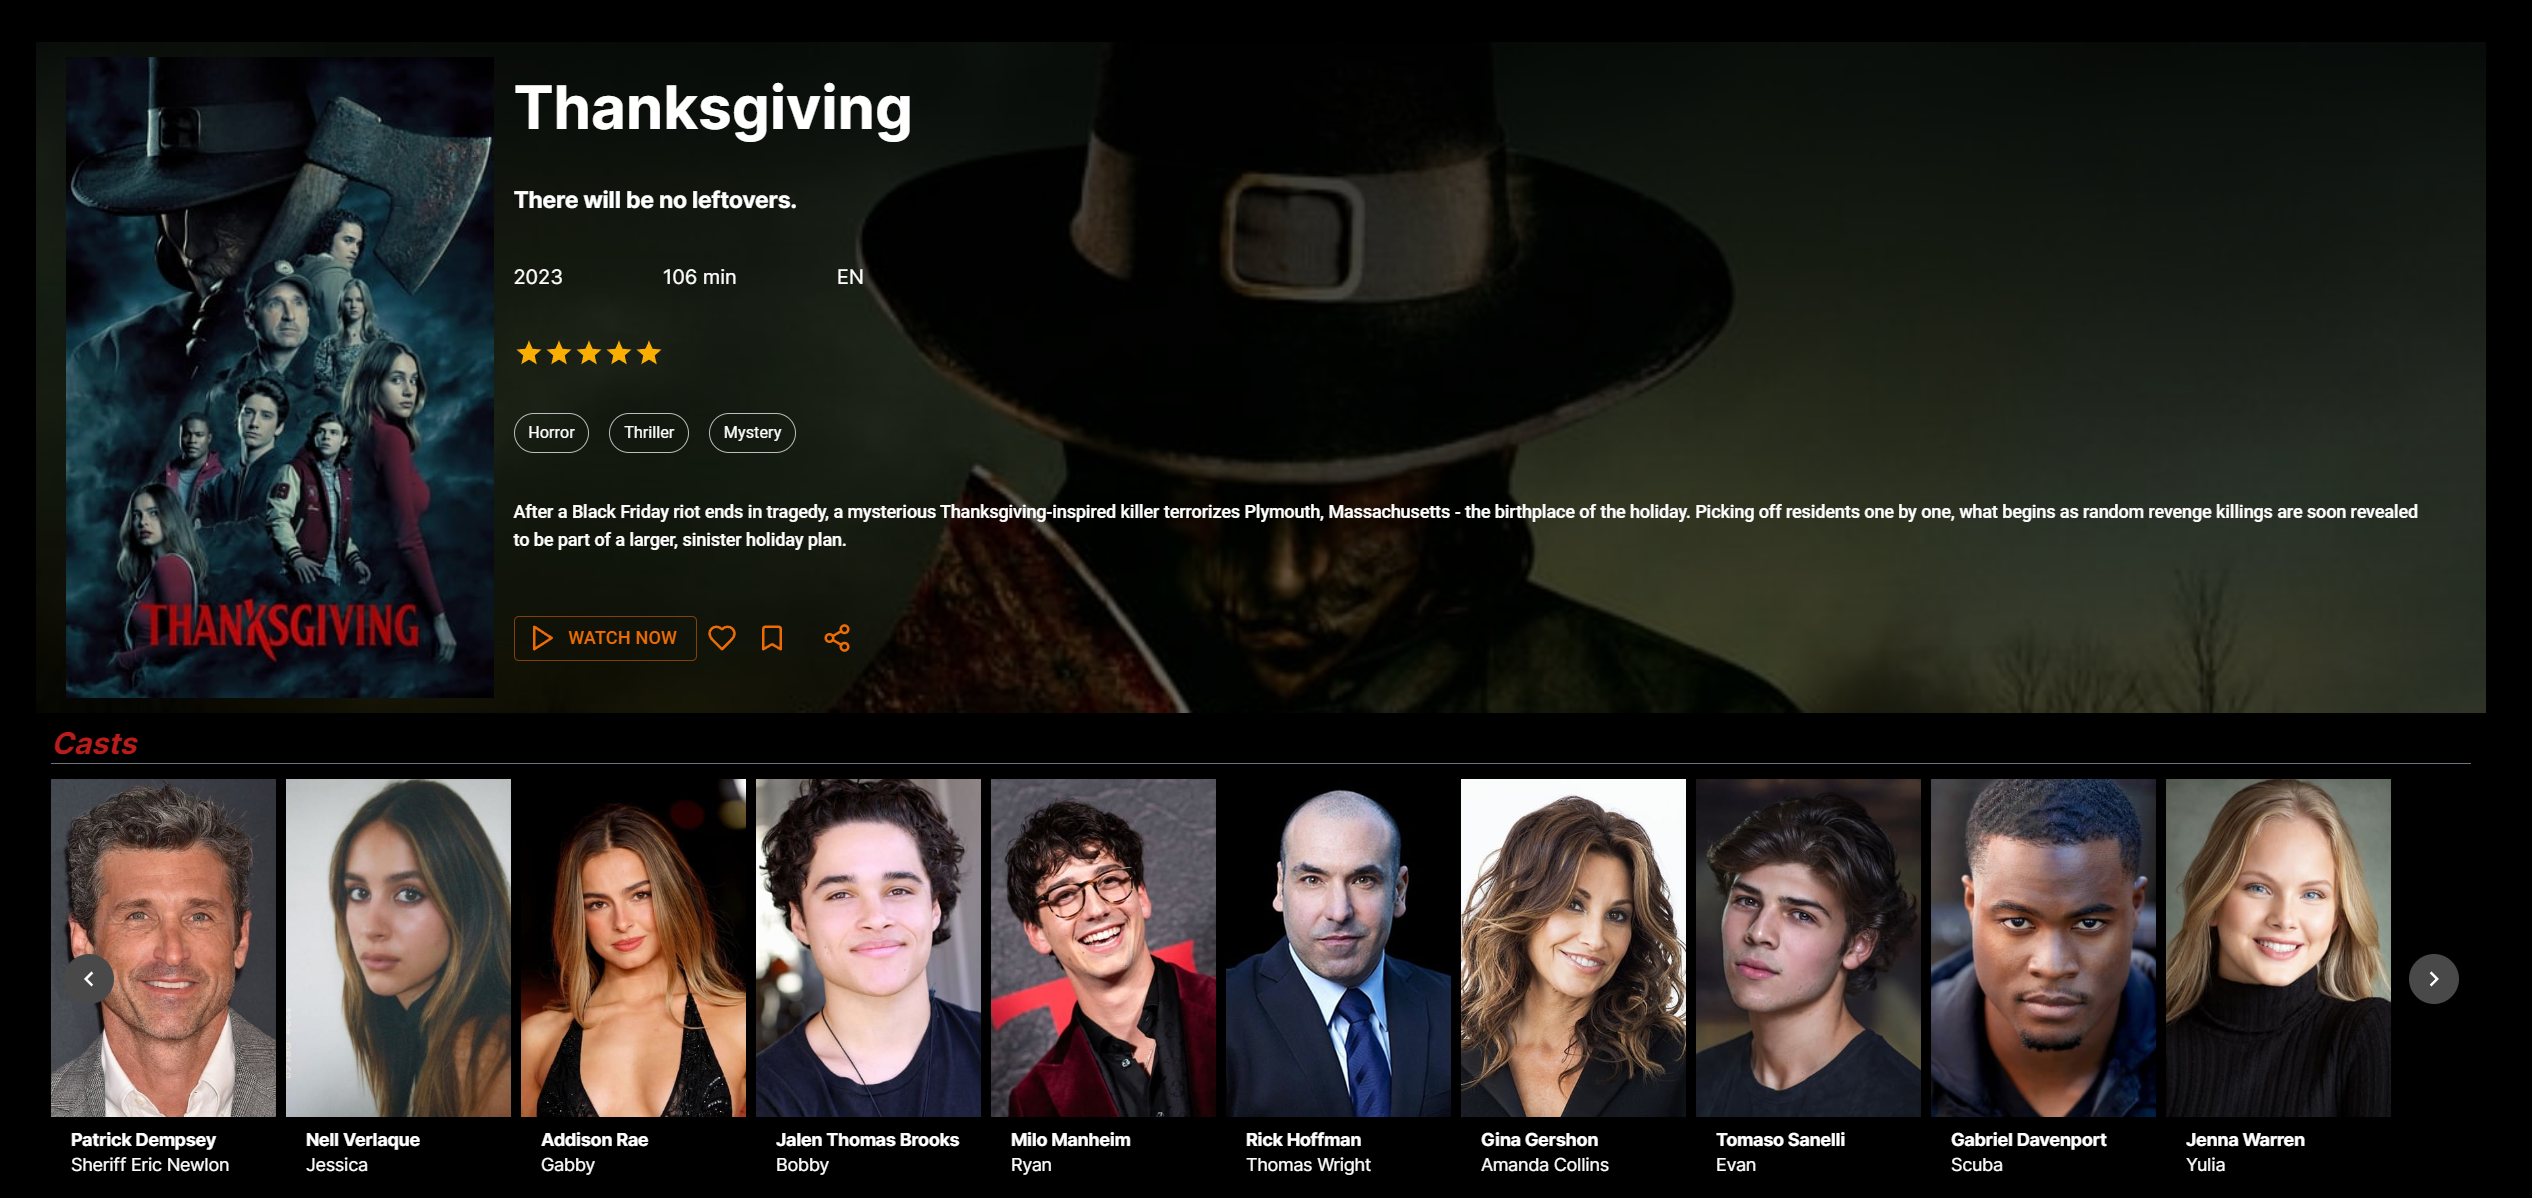 Thanksgiving
There will be no leftovers.
2023 106 min EN
Horror Thriller Mystery
After a Black Friday riot ends in tragedy, a mysterious Thanksgiving-inspired killer terrorizes Plymouth, Massachusetts - the birthplace of the holiday. Picking off residents one by one, what begins as random revenge killings are soon revealed
to be part of a larger, sinister holiday plan.
THANKSGIVING
WATCH NOW
Casts
Patrick Dempsey
Sheriff Eric Newlon
Nell Verlaque
Jessica
Addison Rae
Gabby
Jalen Thomas Brooks
Bobby
Milo Manheim
Ryan
Rick Hoffman
Thomas Wright
Gina Gershon
Amanda Collins
Tomaso Sanelli
Evan
Gabriel Davenport
Scuba
Jenna Warren
Yulia